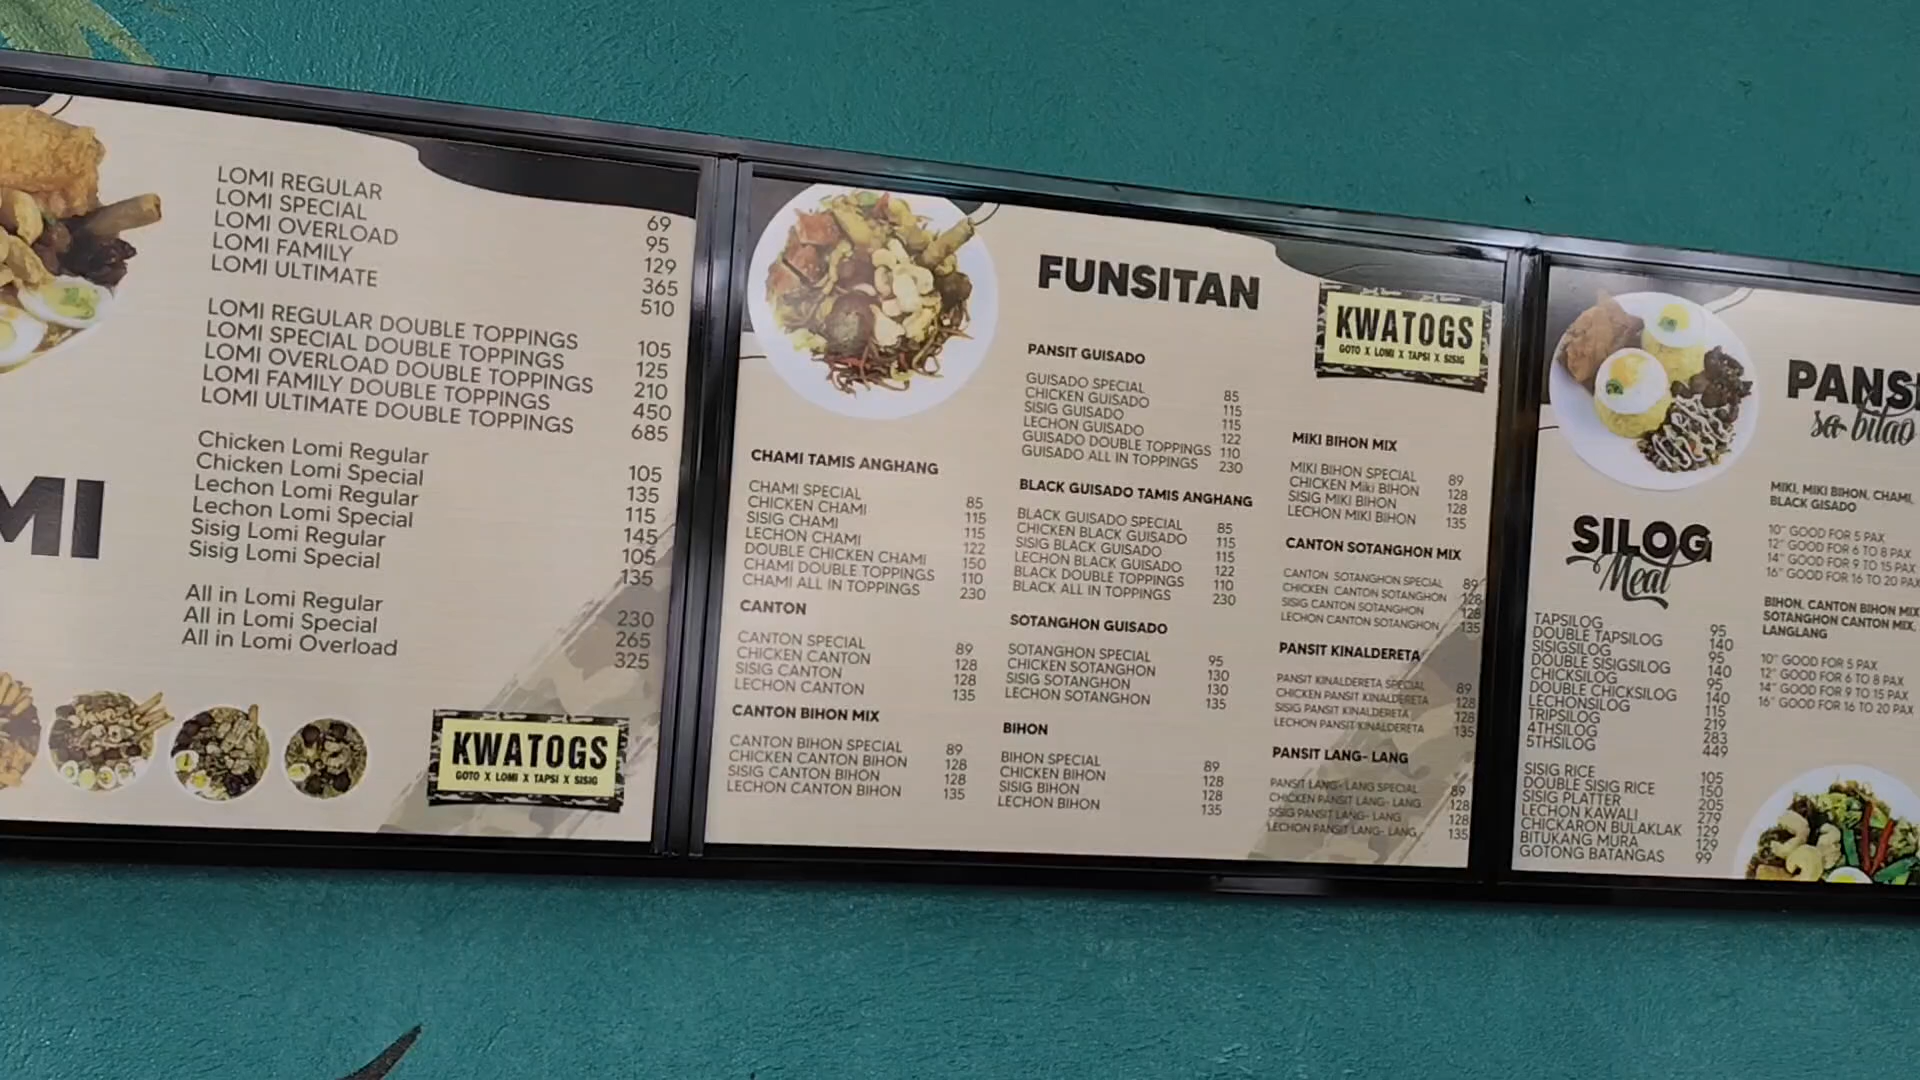 LOMI REGULAR 69
LOMI SPECIAL 95
LOMI OVERLOAD 129
LOMI FAMILY 365
LOMI ULTIMATE 510
LOMI REGULAR DOUBLE TOPPINGS 105
LOMI SPECIAL DOUBLE TOPPINGS 125
LOMI OVERLOAD DOUBLE TOPPINGS 210
LOMI FAMILY DOUBLE TOPPINGS 450
LOMI ULTIMATE DOUBLE TOPPINGS 685
Chicken Lomi Regular 105
Chicken Lomi Special 135
Lechon Lomi Regular 115
Lechon Lomi Special 145
Sisig Lomi Regular 105
Sisig Lomi Special 135
All in Lomi Regular 230
All in Lomi Special 265
All in Lomi Overload 325
MI
KWATOGS
GOTO X LOMI X TAPSI X SISIG
FUNSITAN
KWATOGS
GOTO X LOMI X TAPSI X SISIG
CHAMI TAMIS ANGHANG
CHAMI SPECIAL 85
CHICKEN CHAMI 115
SISIG CHAMI 115
LECHON CHAMI 122
DOUBLE CHICKEN CHAMI 150
CHAMI DOUBLE TOPPINGS 110
CHAMI ALL IN TOPPINGS 230
CANTON
CANTON SPECIAL 89
CHICKEN CANTON 128
SISIG CANTON 128
LECHON CANTON 135
CANTON BIHON MIX
CANTON BIHON SPECIAL 89
CHICKEN CANTON BIHON 128
SISIG CANTON BIHON 128
LECHON CANTON BIHON 135
PANSIT GUISADO
GUISADO SPECIAL 85
CHICKEN GUISADO 115
SISIG GUISADO 115
LECHON GUISADO 122
GUISADO DOUBLE TOPPINGS 110
GUISADO ALL IN TOPPINGS 230
BLACK GUISADO TAMIS ANGHANG
BLACK GUISADO SPECIAL 85
CHICKEN BLACK GUISADO 115
SISIG BLACK GUISADO 115
LECHON BLACK GUISADO 122
BLACK DOUBLE TOPPINGS 110
BLACK ALL IN TOPPINGS 230
SOTANGHON GUISADO
SOTANGHON SPECIAL 95
CHICKEN SOTANGHON 130
SISIG SOTANGHON 130
LECHON SOTANGHON 135
BIHON
BIHON SPECIAL 89
CHICKEN BIHON 128
SISIG BIHON 128
LECHON BIHON 135
MIKI BIHON MIX
MIKI BIHON SPECIAL 89
CHICKEN Miki BIHON 128
SISIG MIKI BIHON 128
LECHON MIKI BIHON 135
CANTON SOTANGHON MIX
CANTON SOTANGHON SPECIAL 89
CHICKEN CANTON SOTANGHON 128
SISIG CANTON SOTANGHON 128
LECHON CANTON SOTANGHON 135
PANSIT KINALDERETA
PANSIT KINALDERETA SPECIAL 89
CHICKEN PANSIT KINALDERETA 128
SISIG PANSIT KINALDERETA 128
LECHON PANSIT KINALDERETA 135
PANSIT LANG- LANG
PANSIT LANG- LANG SPECIAL 89
CHICKEN PANSIT LANG- LANG 128
SISIG PANSIT LANG- LANG 128
LECHON PANSIT LANG- LANG 135
SILOG
Meal
TAPSILOG 95
DOUBLE TAPSILOG 140
SISIGSILOG 95
DOUBLE SISIGSILOG 140
CHICKSILOG 95
DOUBLE CHICKSILOG 140
LECHONSILOG 115
TRIPSILOG 219
4THSILOG 283
5THSILOG 449
SISIG RICE 105
DOUBLE SISIG RICE 150
SISIG PLATTER 205
LECHON KAWALI 279
CHICKARON BULAKLAK 129
BITUKANG MURA 129
GOTONG BATANGAS 99
PANSI
sa bilao
MIKI, MIKI BIHON, CHAMI,
BLACK GISADO
10" GOOD FOR 5 PAX
12" GOOD FOR 6 TO 8 PAX
14" GOOD FOR 9 TO 15 PAX
16" GOOD FOR 16 TO 20 PAX
BIHON, CANTON BIHON MIX
SOTANGHON CANTON MIX,
LANGLANG
10" GOOD FOR 5 PAX
12" GOOD FOR 6 TO 8 PAX
14" GOOD FOR 9 TO 15 PAX
16" GOOD FOR 16 TO 20 PAX